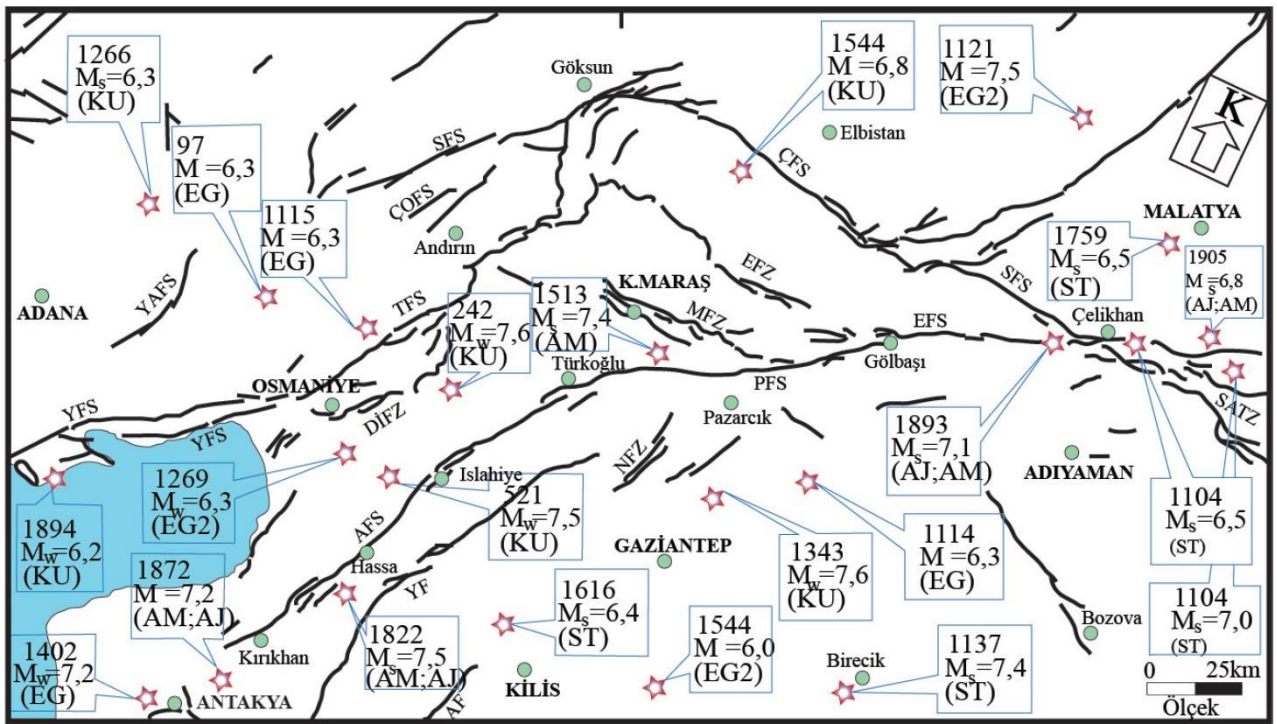 1266
Ms=6,3
(KU)
97
M =6,3
(EG)
1115
M =6,3
(EG)
Göksun
1544
M =6,8
(KU)
1121
M =7,5
(EG2)
Elbistan
K
SFS
ÇFS
ÇOFS
Andırın
MALATYA
1759
Ms=6,5
(ST)
1905
Ms=6,8
(AJ;AM)
ADANA
YAFS
TFS
242
Mw=7,6
(KU)
1513
Ms=7,4
(AM)
K.MARAŞ
EFZ
MFZ
SFS
EFS
Çelikhan
Gölbaşı
Türkoğlu
PFS
Pazarcık
OSMANİYE
DİFZ
YFS
YFS
SATZ
1893
Ms=7,1
(AJ;AM)
ADIYAMAN
NFZ
Islahiye
1269
Mw=6,3
(EG2)
521
Mw=7,5
(KU)
1894
Mw=6,2
(KU)
AFS
Hassa
YF
GAZİANTEP
1343
Mw=7,6
(KU)
1114
M =6,3
(EG)
1104
Ms=6,5
(ST)
1104
Ms=7,0
(ST)
1872
M =7,2
(AM;AJ)
1616
Ms=6,4
(ST)
Kırıkhan
1822
Ms=7,5
(AM;AJ)
1402
Mw=7,2
(EG)
ANTAKYA
AF
KİLİS
1544
M =6,0
(EG2)
Birecik
1137
Ms=7,4
(ST)
Bozova
0 25km
Ölçek